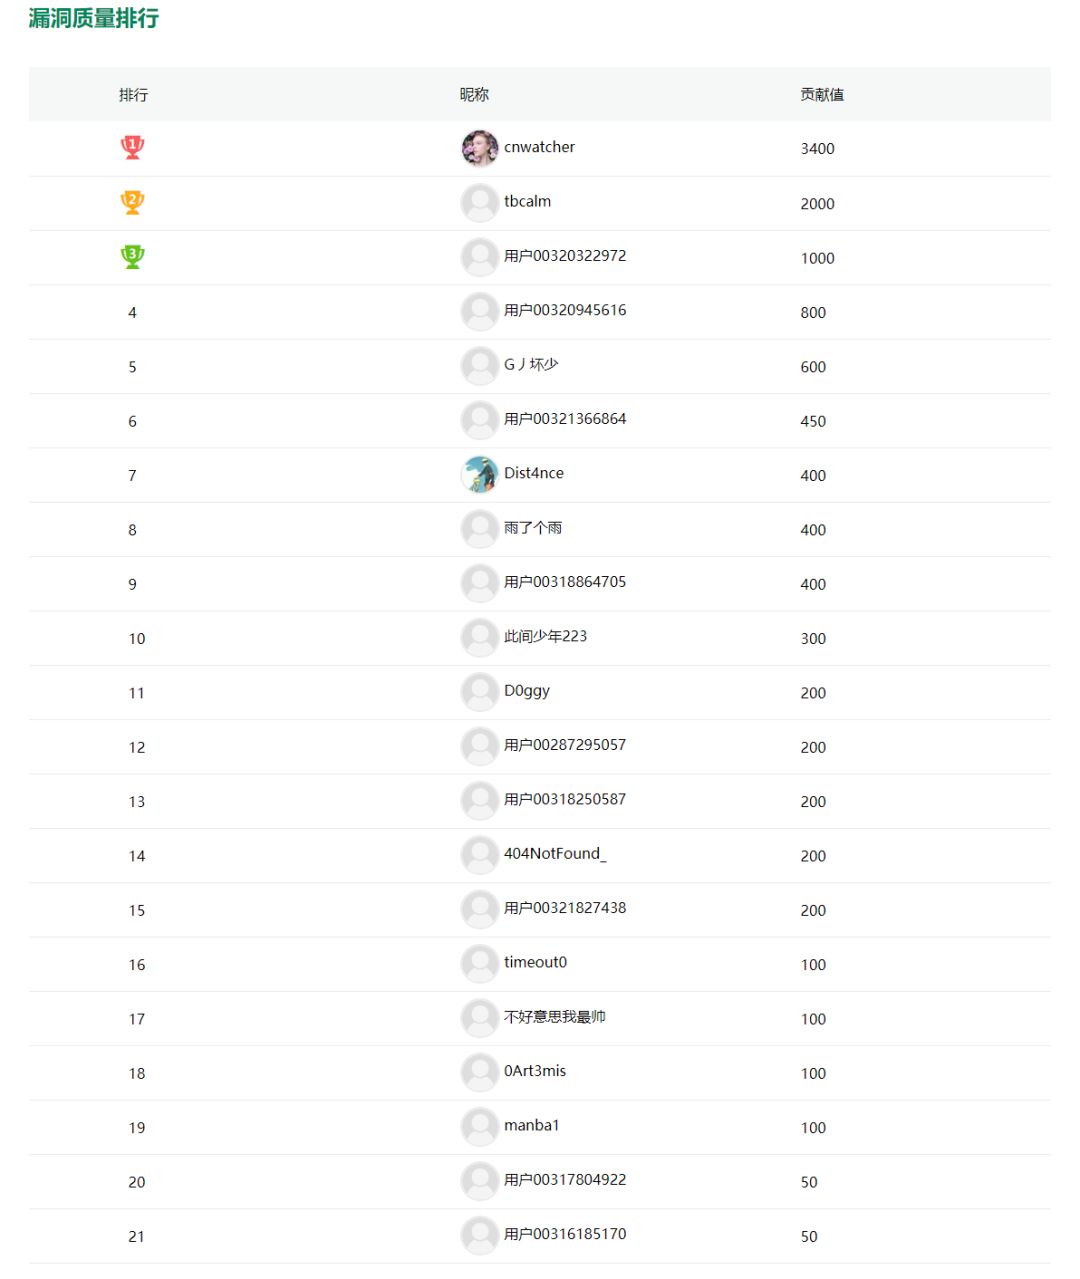 漏洞质量排行
排行 昵称 贡献值
1 cnwatcher 3400
2 tbcalm 2000
3 用户00320322972 1000
4 用户00320945616 800
5 G丿坏少 600
6 用户00321366864 450
7 Dist4nce 400
8 雨了个雨 400
9 用户00318864705 400
10 此间少年223 300
11 D0ggy 200
12 用户00287295057 200
13 用户00318250587 200
14 404NotFound_ 200
15 用户00321827438 200
16 timeout0 100
17 不好意思我最帅 100
18 0Art3mis 100
19 manba1 100
20 用户00317804922 50
21 用户00316185170 50